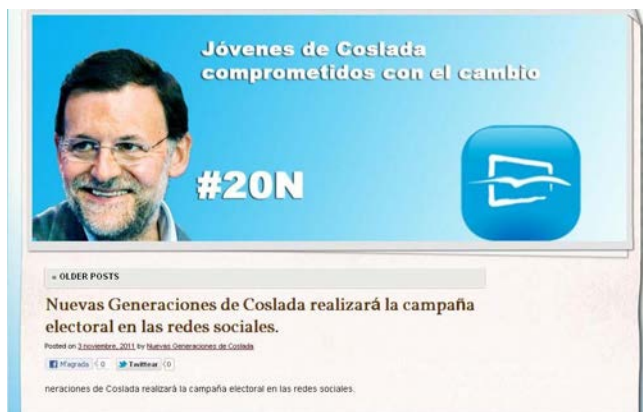 Jóvenes de Coslada
comprometidos con el cambio
#20N
« OLDER POSTS
Nuevas Generaciones de Coslada realizará la campaña
electoral en las redes sociales.
Posted on 3 noviembre, 2011 by Nuevas Generaciones de Coslada
M'agrada 0 Twittear 0
neraciones de Coslada realizará la campaña electoral en las redes sociales.